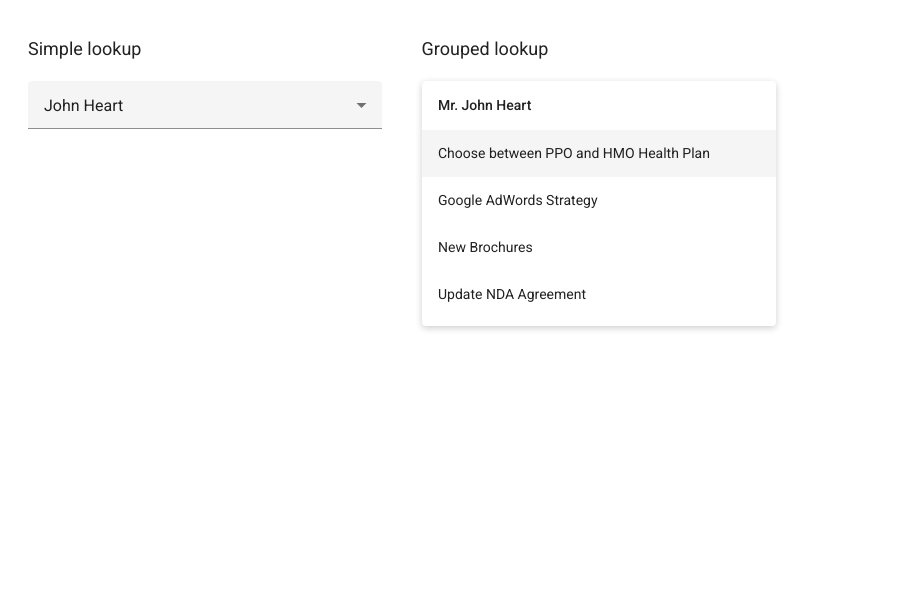 Simple lookup
John Heart
Grouped lookup
Mr. John Heart
Choose between PPO and HMO Health Plan
Google AdWords Strategy
New Brochures
Update NDA Agreement